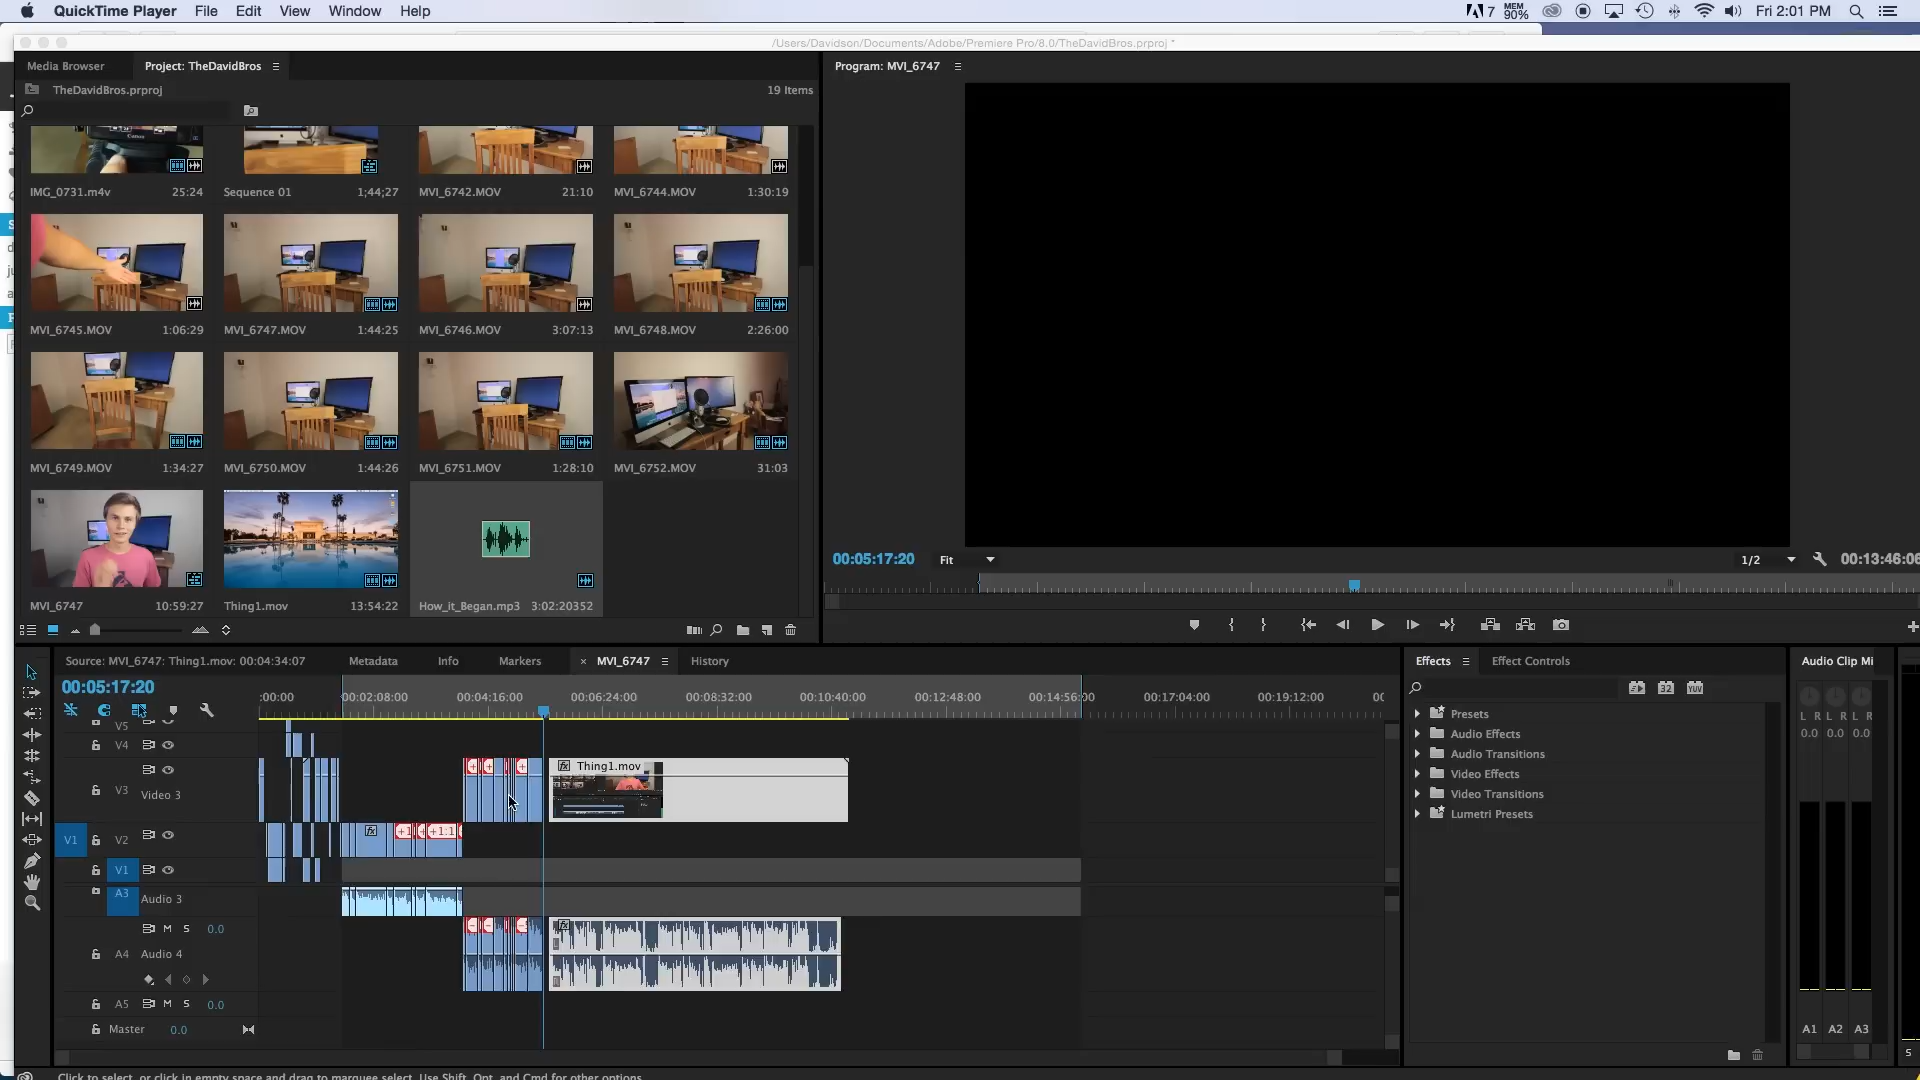 QuickTime Player File Edit View Window Help
7 MEM 90% Fri 2:01 PM
/Users/Davidson/Documents/Adobe/Premiere Pro/8.0/TheDavidBros.prproj *
Media Browser Project: TheDavidBros
Program: MVI_6747
TheDavidBros.prproj 19 Items
IMG_0731.m4v 25:24 Sequence 01 1;44;27 MVI_6742.MOV 21:10 MVI_6744.MOV 1:30:19
MVI_6745.MOV 1:06:29 MVI_6747.MOV 1:44:25 MVI_6746.MOV 3:07:13 MVI_6748.MOV 2:26:00
MVI_6749.MOV 1:34:27 MVI_6750.MOV 1:44:26 MVI_6751.MOV 1:28:10 MVI_6752.MOV 31:03
MVI_6747 10:59:27 Thing1.mov 13:54:22 How_it_Began.mp3 3:02:20352
00:05:17:20 Fit 1/2 00:13:46:06
Source: MVI_6747: Thing1.mov: 00:04:34:07 Metadata Info Markers × MVI_6747 History
Effects Effect Controls
Audio Clip Mi
00:05:17:20
:00:00 00:02:08:00 00:04:16:00 00:06:24:00 00:08:32:00 00:10:40:00 00:12:48:00 00:14:56:00 00:17:04:00 00:19:12:00 00
32 YUV
Presets
Audio Effects
Audio Transitions
Video Effects
Video Transitions
Lumetri Presets
L R L R L R
0.0 0.0 0.0
V5
V4
V3 Video 3
fx Thing1.mov
V1 V2
fx
V1
A3 Audio 3
M S 0.0
A4 Audio 4
A5 M S 0.0
Master 0.0
A1 A2 A3
S
Click to select, or click in empty space and drag to marquee select. Use Shift, Opt, and Cmd for other options.